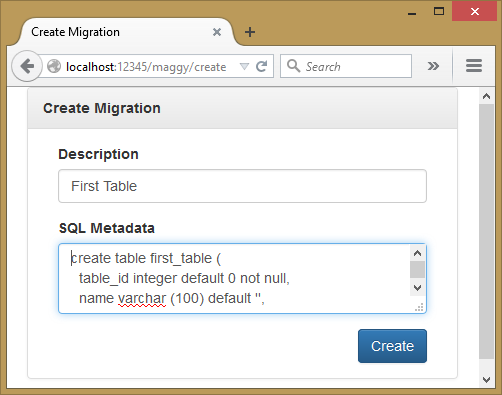 Create Migration
localhost:12345/maggy/create
Search
Create Migration
Description
First Table
SQL Metadata
create table first_table (
table_id integer default 0 not null,
name varchar (100) default '',
Create